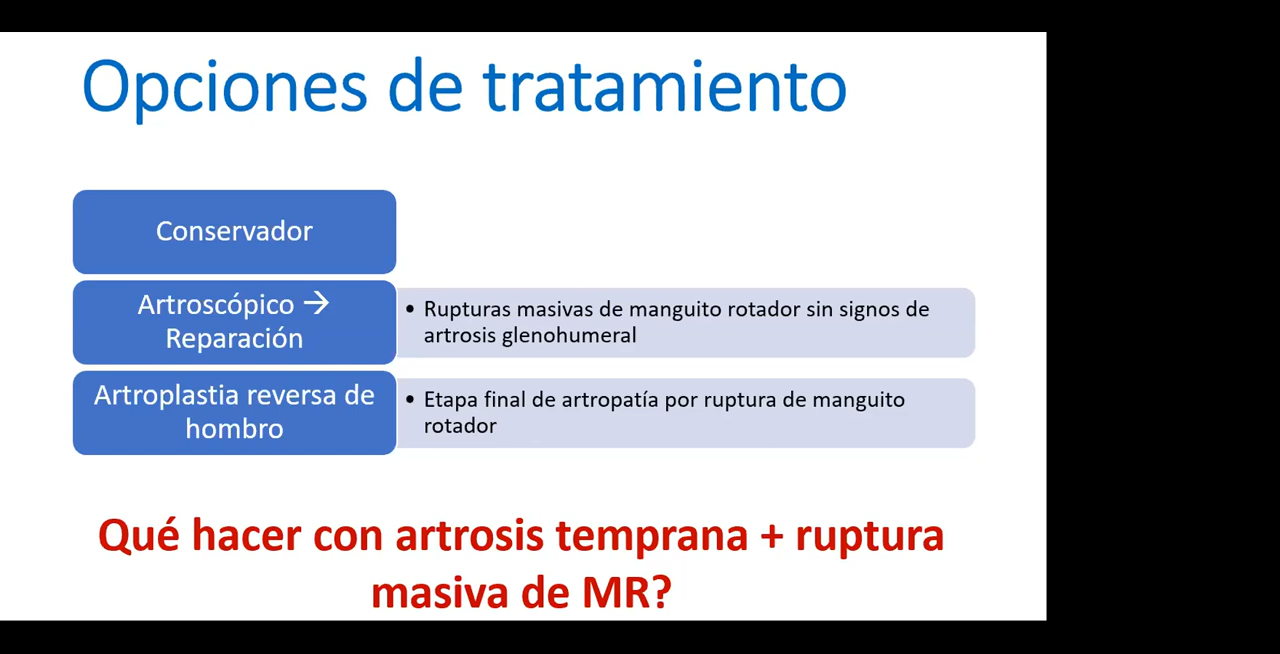 Opciones de tratamiento
Conservador
Artroscópico →
Reparación
• Rupturas masivas de manguito rotador sin signos de
artrosis glenohumeral
Artroplastia reversa de
hombro
• Etapa final de artropatía por ruptura de manguito
rotador
Qué hacer con artrosis temprana + ruptura
masiva de MR?